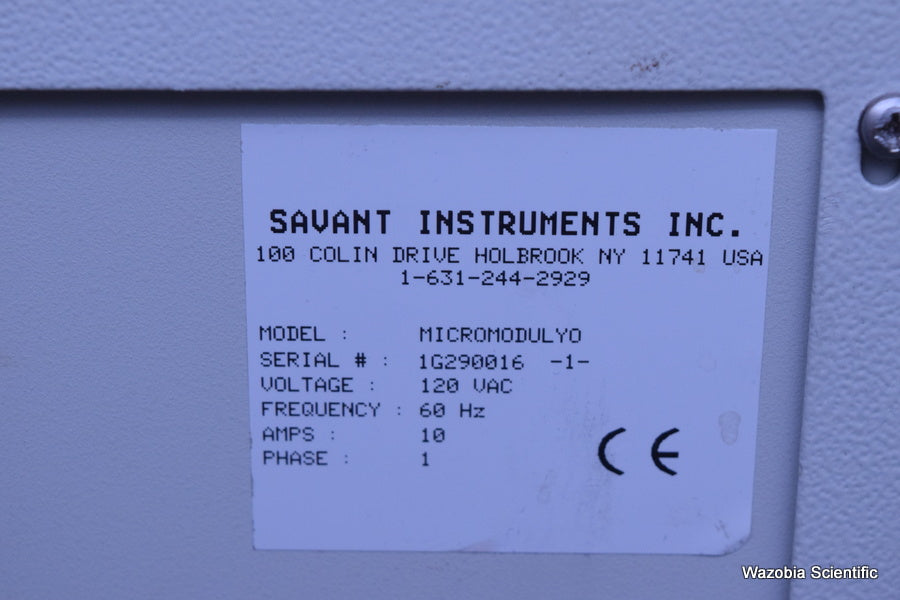 SAVANT INSTRUMENTS INC.
100 COLIN DRIVE HOLBROOK NY 11741 USA
1-631-244-2929
MODEL : MICROMODULYO
SERIAL # : 1G290016 -1-
VOLTAGE : 120 VAC
FREQUENCY : 60 Hz
AMPS : 10
PHASE : 1
CE
Wazobia Scientific